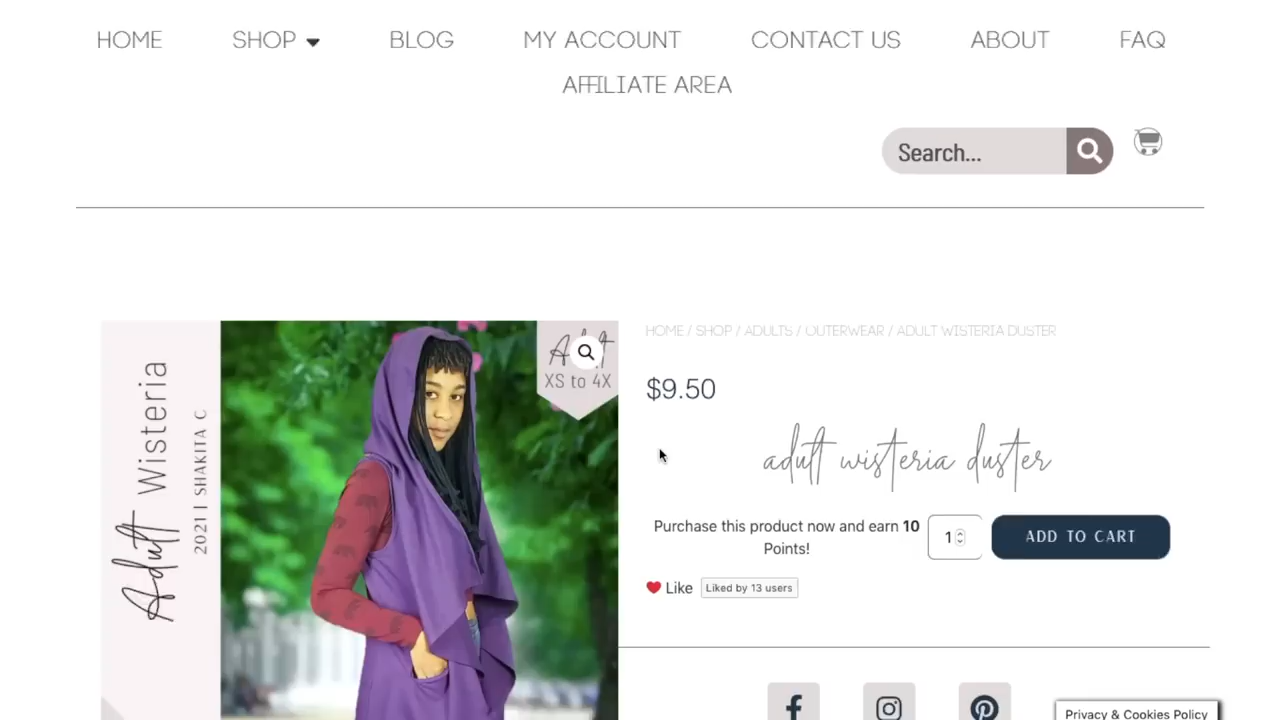 HOME SHOP BLOG MY ACCOUNT CONTACT US ABOUT FAQ
AFFILIATE AREA
Search...
HOME / SHOP / ADULTS / OUTERWEAR / ADULT WISTERIA DUSTER
$9.50
adult wisteria duster
Purchase this product now and earn 10
Points!
1
ADD TO CART
Like Liked by 13 users
Adult Wisteria
2021 | SHAKITA C
Adult
XS to 4X
Privacy & Cookies Policy